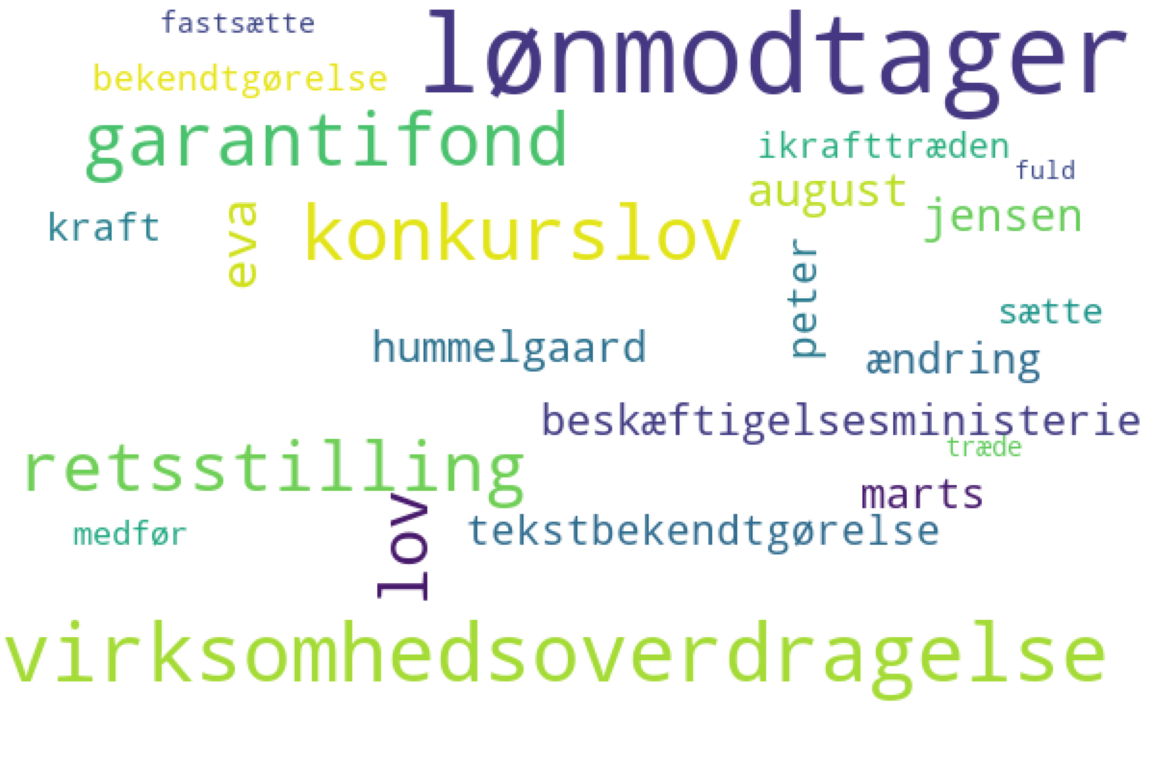 fastsætte
lønmodtager
bekendtgørelse
garantifond
ikrafttræden
fuld
august
jensen
kraft
eva
konkurslov
peter
sætte
hummelgaard
ændring
beskæftigelsesministerie
træde
retsstilling
marts
lov
medfør
tekstbekendtgørelse
virksomhedsoverdragelse